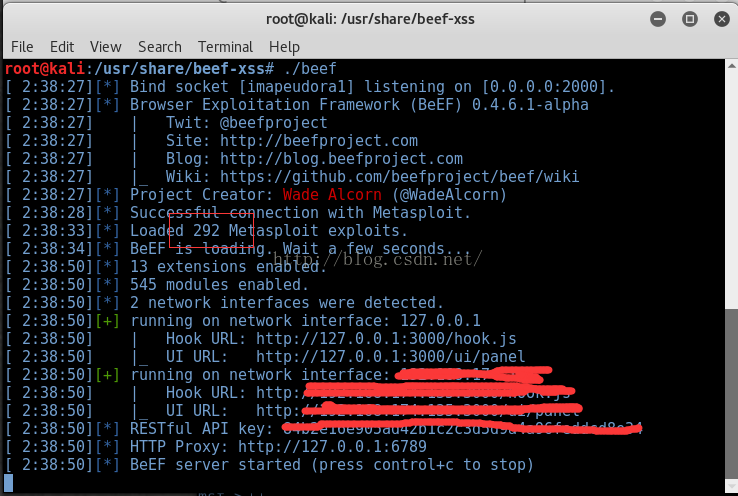 root@kali: /usr/share/beef-xss
File Edit View Search Terminal Help
root@kali:/usr/share/beef-xss# ./beef
[ 2:38:27][*] Bind socket [imapeudora1] listening on [0.0.0.0:2000].
[ 2:38:27][*] Browser Exploitation Framework (BeEF) 0.4.6.1-alpha
[ 2:38:27]    |   Twit: @beefproject
[ 2:38:27]    |   Site: http://beefproject.com
[ 2:38:27]    |   Blog: http://blog.beefproject.com
[ 2:38:27]    |_  Wiki: https://github.com/beefproject/beef/wiki
[ 2:38:27][*] Project Creator: Wade Alcorn (@WadeAlcorn)
[ 2:38:28][*] Successful connection with Metasploit.
[ 2:38:33][*] Loaded 292 Metasploit exploits.
[ 2:38:34][*] BeEF is loading. Wait a few seconds...
http://blog.csdn.net/
[ 2:38:50][*] 13 extensions enabled.
[ 2:38:50][*] 545 modules enabled.
[ 2:38:50][*] 2 network interfaces were detected.
[ 2:38:50][+] running on network interface: 127.0.0.1
[ 2:38:50]    |   Hook URL: http://127.0.0.1:3000/hook.js
[ 2:38:50]    |_  UI URL:   http://127.0.0.1:3000/ui/panel
[ 2:38:50][+] running on network interface:
[ 2:38:50]    |   Hook URL:
[ 2:38:50]    |_  UI URL:
[ 2:38:50][*] RESTful API key:
[ 2:38:50][*] HTTP Proxy: http://127.0.0.1:6789
[ 2:38:50][*] BeEF server started (press control+c to stop)